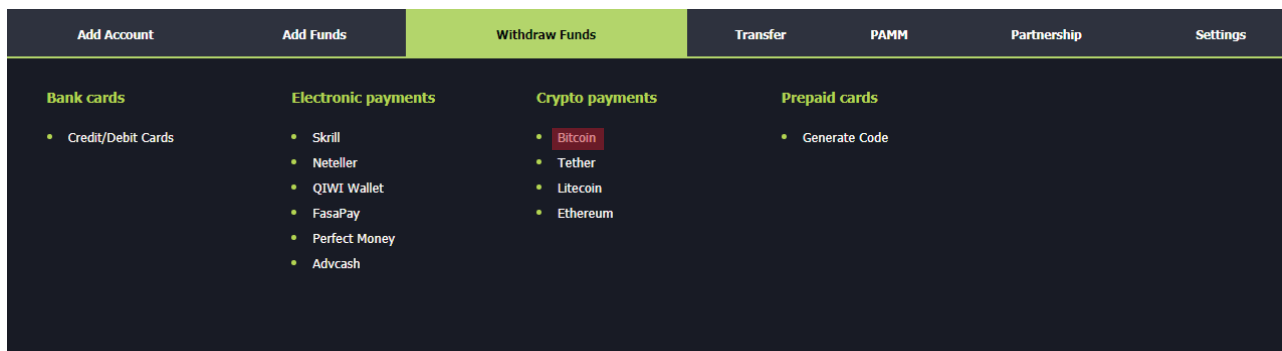 Add Account Add Funds Withdraw Funds Transfer PAMM Partnership Settings
Bank cards
Credit/Debit Cards
Electronic payments
Skrill
Neteller
QIWI Wallet
FasaPay
Perfect Money
Advcash
Crypto payments
Bitcoin
Tether
Litecoin
Ethereum
Prepaid cards
Generate Code